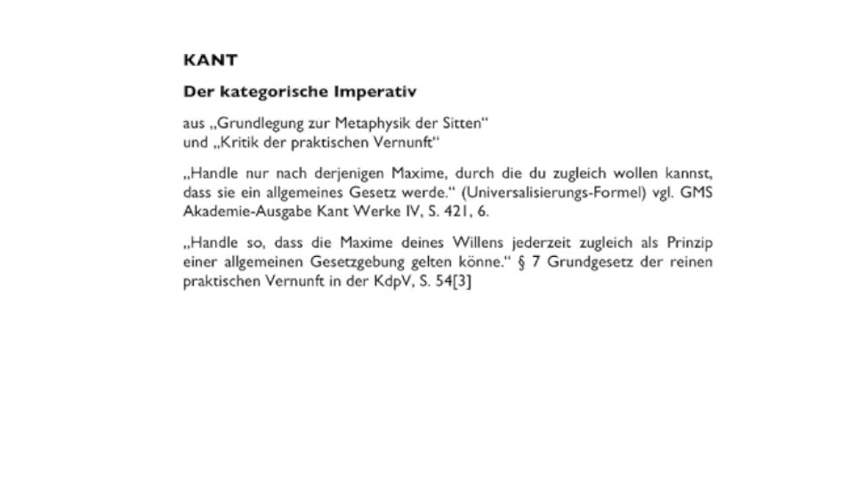 KANT
Der kategorische Imperativ
aus „Grundlegung zur Metaphysik der Sitten“
und „Kritik der praktischen Vernunft“
„Handle nur nach derjenigen Maxime, durch die du zugleich wollen kannst,
dass sie ein allgemeines Gesetz werde.“ (Universalisierungs-Formel) vgl. GMS
Akademie-Ausgabe Kant Werke IV, S. 421, 6.
„Handle so, dass die Maxime deines Willens jederzeit zugleich als Prinzip
einer allgemeinen Gesetzgebung gelten könne.“ § 7 Grundgesetz der reinen
praktischen Vernunft in der KdpV, S. 54[3]